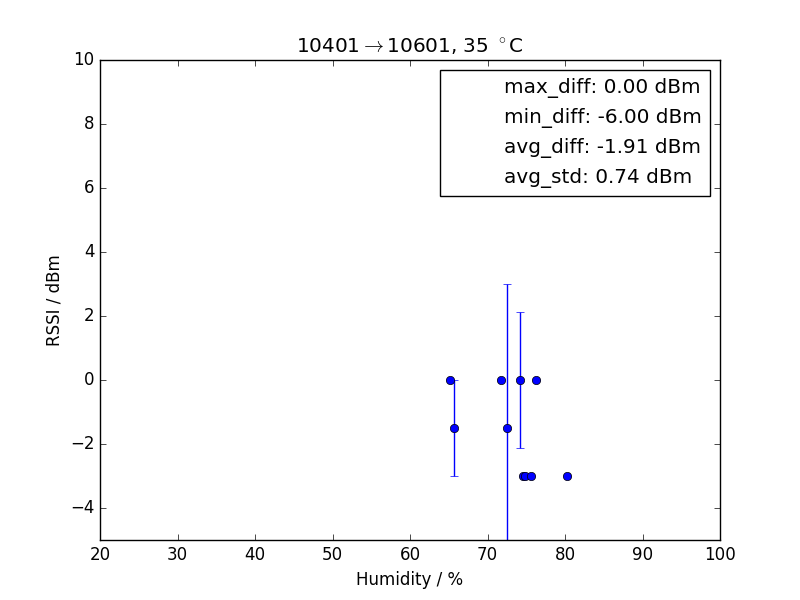 10401→10601, 35 °C
max_diff: 0.00 dBm
min_diff: -6.00 dBm
avg_diff: -1.91 dBm
avg_std: 0.74 dBm
10
8
6
4
2
0
−2
−4
RSSI / dBm
20 30 40 50 60 70 80 90 100
Humidity / %